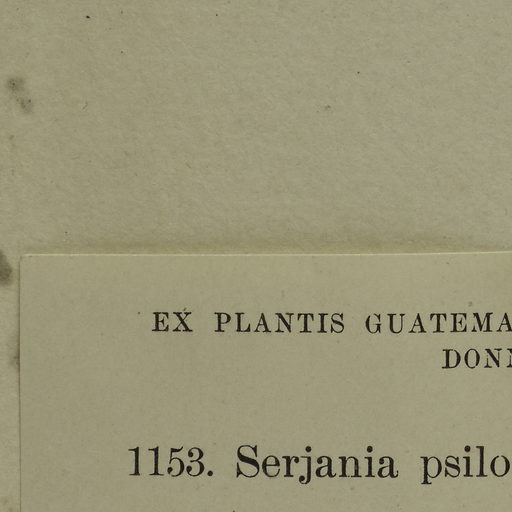 EX PLANTIS GUATEMA
DONN
1153. Serjania psilo